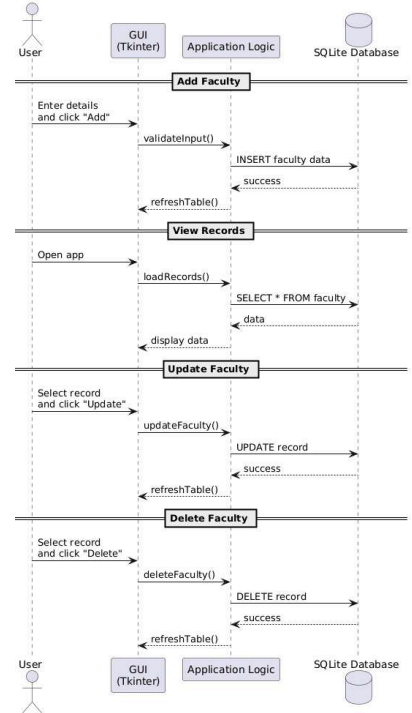 User
GUI
(Tkinter)
Application Logic
SQLite Database
Add Faculty
Enter details
and click "Add"
validateInput()
INSERT faculty data
success
refreshTable()
View Records
Open app
loadRecords()
SELECT * FROM faculty
data
display data
Update Faculty
Select record
and click "Update"
updateFaculty()
UPDATE record
success
refreshTable()
Delete Faculty
Select record
and click "Delete"
deleteFaculty()
DELETE record
success
refreshTable()
User
GUI
(Tkinter)
Application Logic
SQLite Database